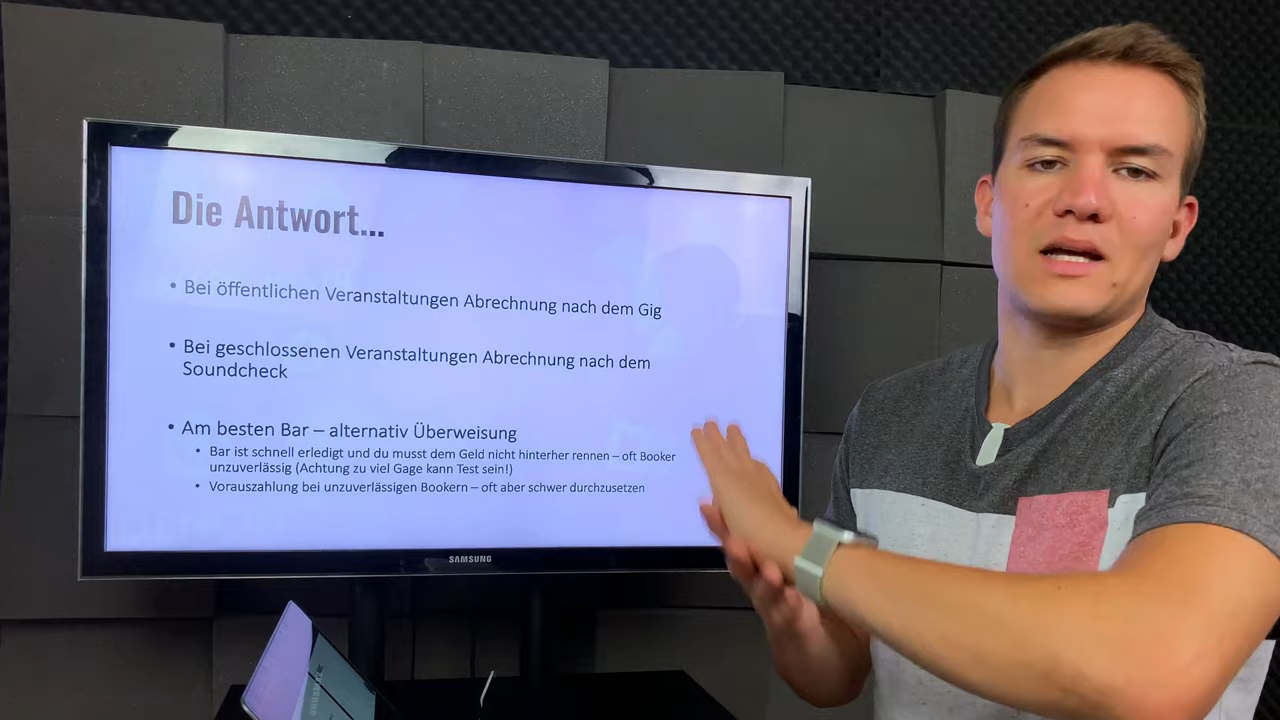 Die Antwort...
• Bei öffentlichen Veranstaltungen Abrechnung nach dem Gig
• Bei geschlossenen Veranstaltungen Abrechnung nach dem
Soundcheck
• Am besten Bar – alternativ Überweisung
• Bar ist schnell erledigt und du musst dem Geld nicht hinterher rennen – oft Booker
unzuverlässig (Achtung zu viel Gage kann Test sein!)
• Vorauszahlung bei unzuverlässigen Bookern – oft aber schwer durchzusetzen
SAMSUNG